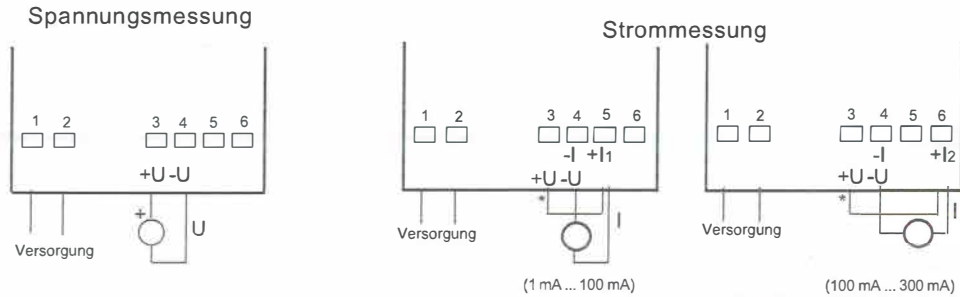 Spannungsmessung
1 2 3 4 5 6
+U -U
+
U
Versorgung
Strommessung
1 2 3 4 5 6
-I +I1
+U -U
*
I
Versorgung
(1 mA ... 100 mA)
1 2 3 4 5 6
-I +I2
+U -U
*
I
Versorgung
(100 mA ... 300 mA)